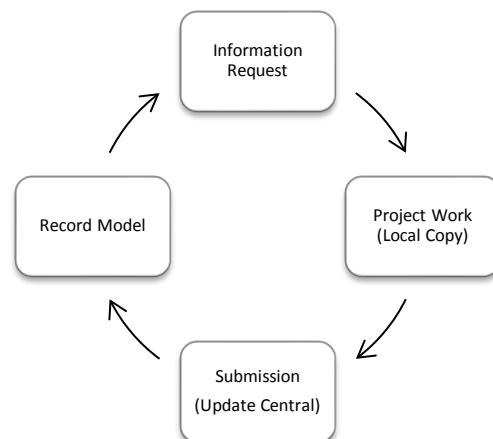 Information
Request
Project Work
(Local Copy)
Submission
(Update Central)
Record Model